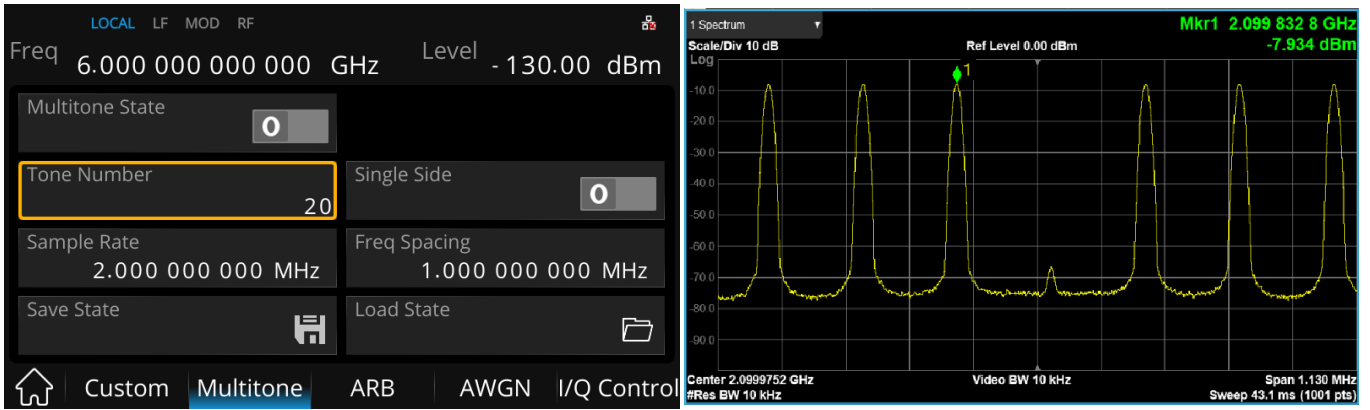 LOCAL LF MOD RF
Freq 6.000 000 000 000 GHz Level -130.00 dBm
Multitone State
0
Tone Number
20
Single Side
0
Sample Rate
2.000 000 000 MHz
Freq Spacing
1.000 000 000 MHz
Save State
Load State
Custom Multitone ARB AWGN I/Q Control
1 Spectrum
Mkr1 2.099 832 8 GHz
Scale/Div 10 dB
Ref Level 0.00 dBm
-7.934 dBm
Log
1
-10.0
-20.0
-30.0
-40.0
-50.0
-60.0
-70.0
-80.0
-90.0
Center 2.0999752 GHz
Video BW 10 kHz
Span 1.130 MHz
#Res BW 10 kHz
Sweep 43.1 ms (1001 pts)